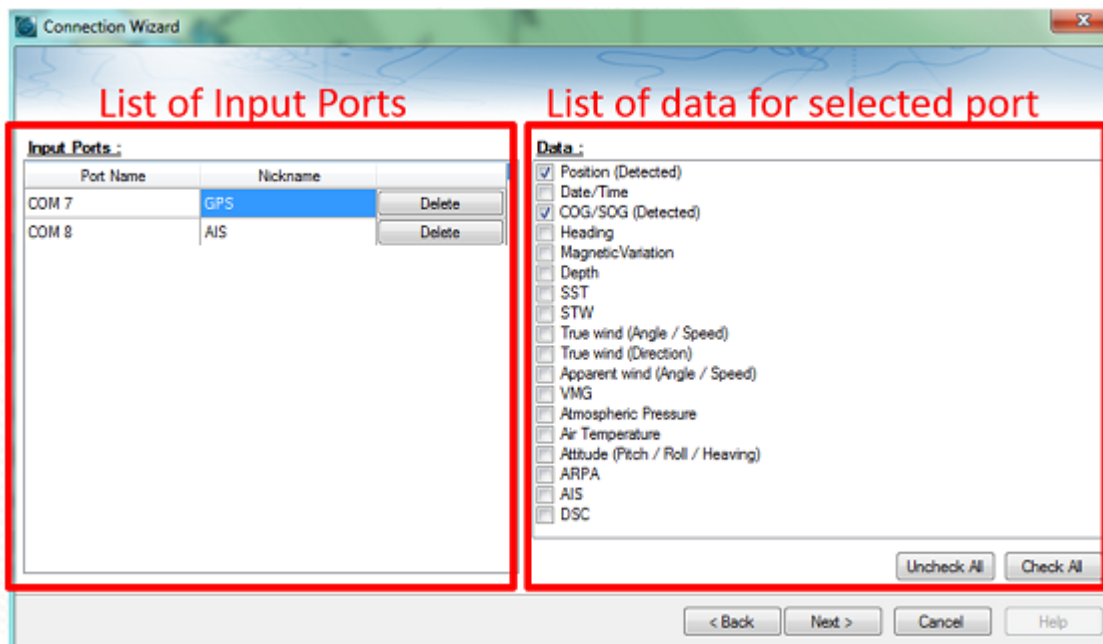 Connection Wizard
x
List of Input Ports
List of data for selected port
Input Ports :
Port Name Nickname
COM 7 GPS Delete
COM 8 AIS Delete
Data :
Position (Detected)
Date/Time
COG/SOG (Detected)
Heading
MagneticVariation
Depth
SST
STW
True wind (Angle / Speed)
True wind (Direction)
Apparent wind (Angle / Speed)
VMG
Atmospheric Pressure
Air Temperature
Attitude (Pitch / Roll / Heaving)
ARPA
AIS
DSC
Uncheck All Check All
< Back Next > Cancel Help